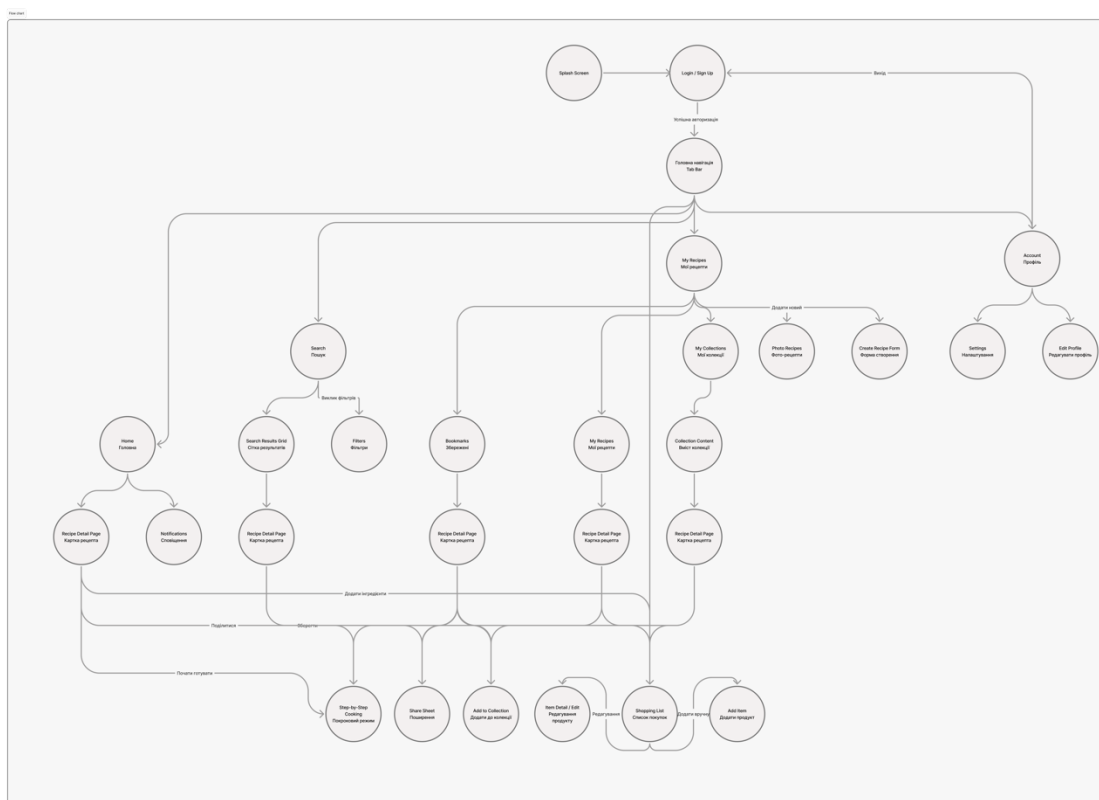 Flow chart
Splash Screen
Login / Sign Up
Вихід
Успішна авторизація
Головна навігація
Tab Bar
My Recipes
Мої рецепти
Account
Профіль
Додати новий
Search
Пошук
My Collections
Мої колекції
Photo Recipes
Фото-рецепти
Create Recipe Form
Форма створення
Settings
Налаштування
Edit Profile
Редагувати профіль
Виклик фільтрів
Home
Головна
Search Results Grid
Сітка результатів
Filters
Фільтри
Bookmarks
Збережені
My Recipes
Мої рецепти
Collection Content
Вміст колекції
Recipe Detail Page
Картка рецепта
Notifications
Сповіщення
Recipe Detail Page
Картка рецепта
Recipe Detail Page
Картка рецепта
Recipe Detail Page
Картка рецепта
Recipe Detail Page
Картка рецепта
Додати інгредієнти
Поділитися
Зберегти
Почати готувати
Step-by-Step
Cooking
Покроковий режим
Share Sheet
Поширення
Add to Collection
Додати до колекції
Item Detail / Edit
Редагування
продукту
Редагування
Shopping List
Список покупок
Додати вручну
Add Item
Додати продукт